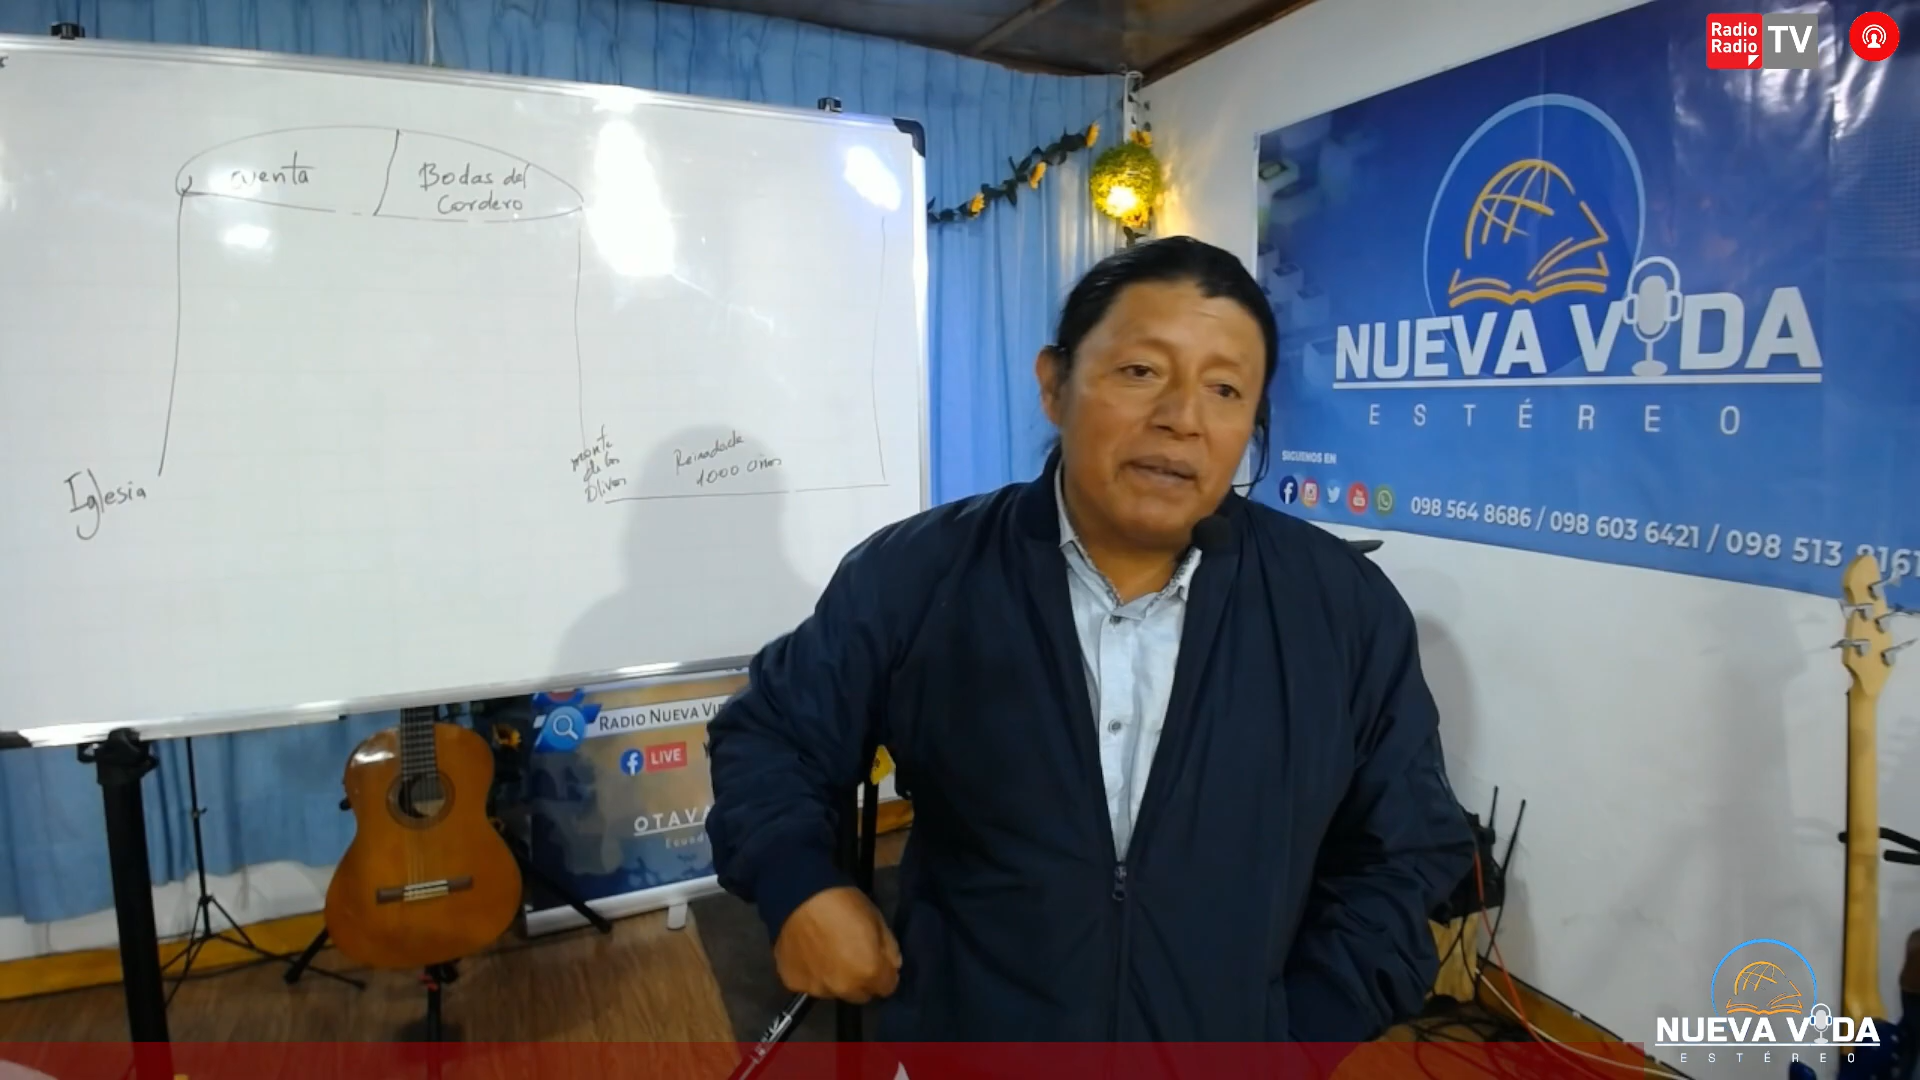 Radio
Radio
TV
cuenta
Bodas del
Cordero
Iglesia
monte
de los
Olivos
Reinado de
1000 años
NUEVA VIDA
ESTÉREO
SIGUENOS EN
098 564 8686 / 098 603 6421 / 098 513
RADIO NUEVA
LIVE
OTAVA
NUEVA VIDA
ESTÉREO